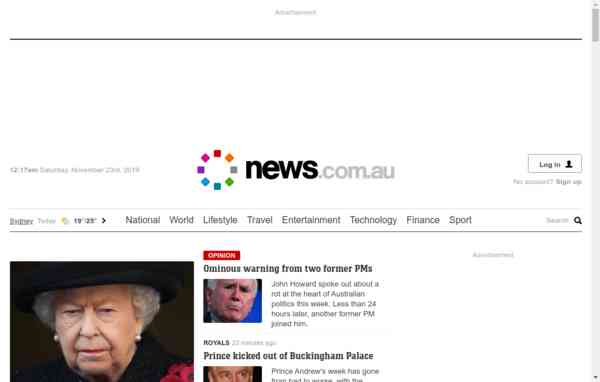 Advertisement
12:17am Saturday, November 23rd, 2019
news.com.au
Log in
No account? Sign up
Sydney Today 19°/25° National World Lifestyle Travel Entertainment Technology Finance Sport Search
OPINION
Advertisement
Ominous warning from two former PMs
John Howard spoke out about a
rot at the heart of Australian
politics this week. Less than 24
hours later, another former PM
joined him.
ROYALS 23 minutes ago
Prince kicked out of Buckingham Palace
Prince Andrew's week has gone
from bad to worse, with the